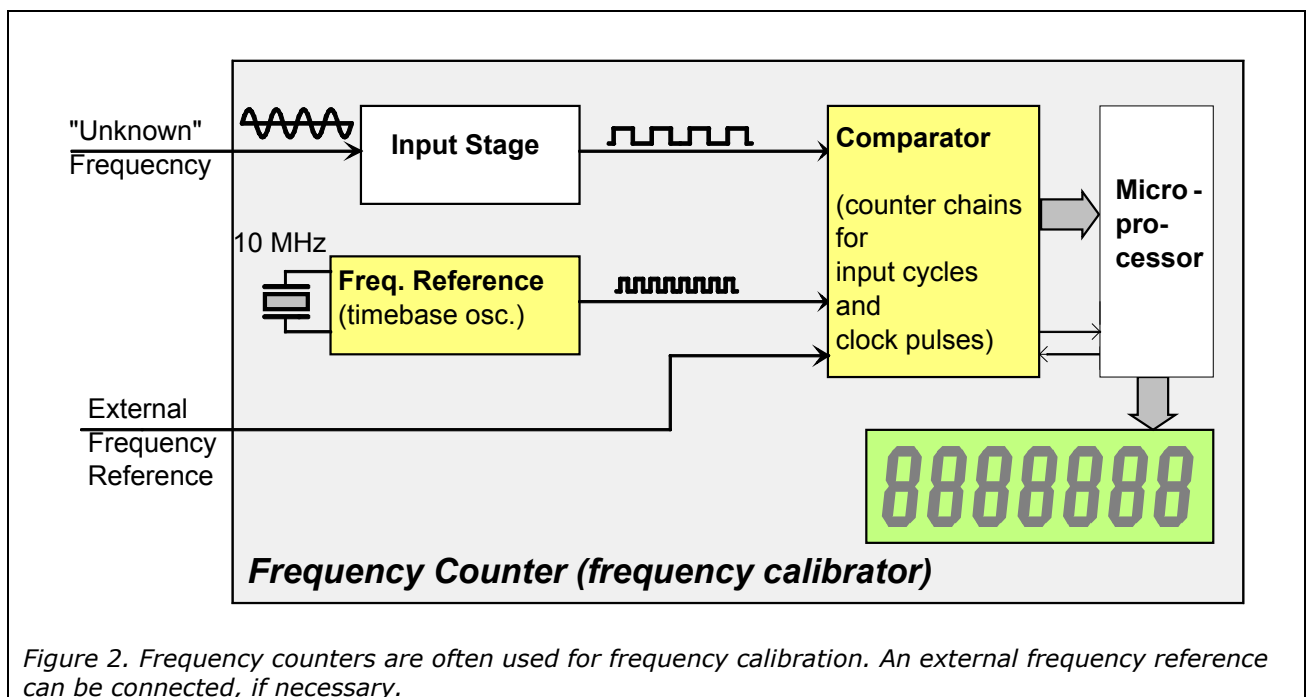 "Unknown"
Frequecncy
Input Stage
10 MHz
Freq. Reference
(timebase osc.)
External
Frequency
Reference
Comparator
(counter chains
for
input cycles
and
clock pulses)
Micro -
pro-
cessor
8888888
Frequency Counter (frequency calibrator)
Figure 2. Frequency counters are often used for frequency calibration. An external frequency reference
can be connected, if necessary.